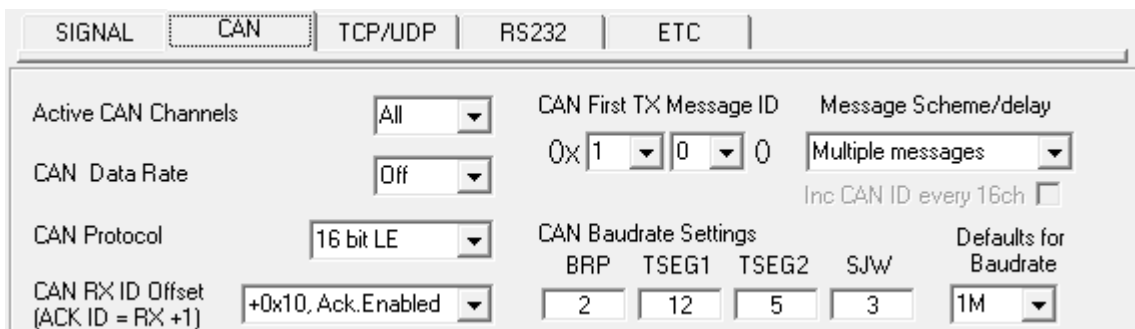 SIGNAL CAN TCP/UDP RS232 ETC
Active CAN Channels All
CAN Data Rate Off
CAN Protocol 16 bit LE
CAN RX ID Offset
(ACK ID = RX +1) +0x10, Ack.Enabled
CAN First TX Message ID
0x 1 0 0
Message Scheme/delay
Multiple messages
Inc CAN ID every 16ch
CAN Baudrate Settings
BRP TSEG1 TSEG2 SJW
2 12 5 3
Defaults for
Baudrate
1M